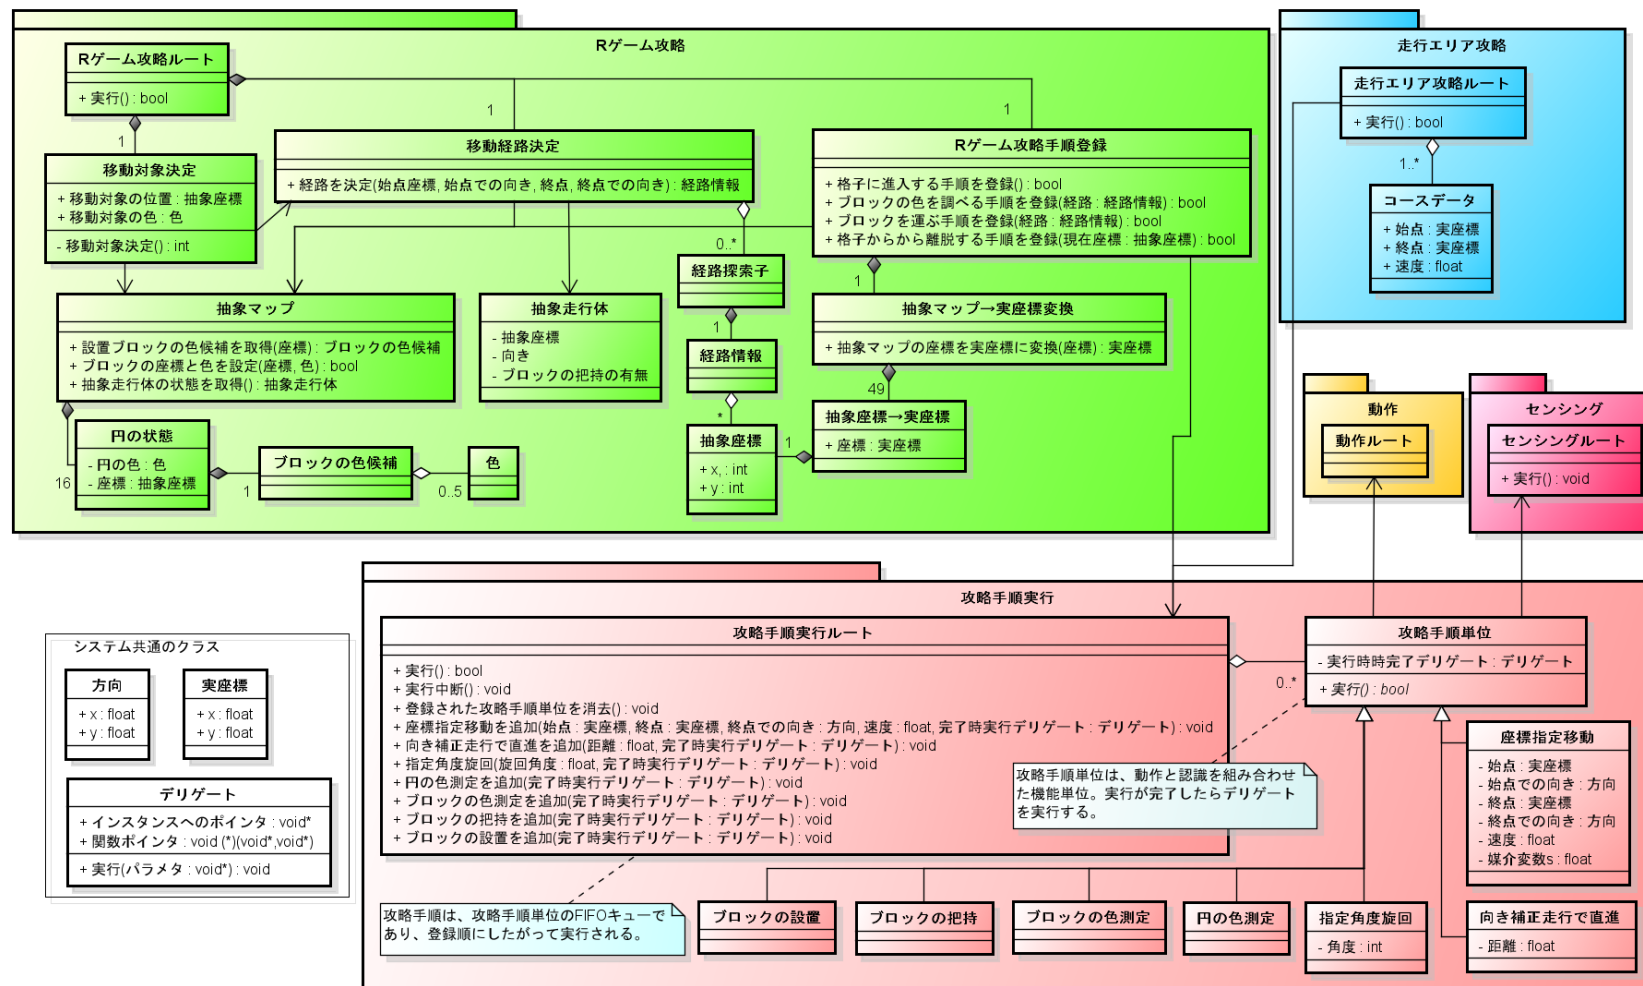 Rゲーム攻略
Rゲーム攻略ルート
+ 実行() : bool
1
1
1
移動対象決定
+ 移動対象の位置 : 抽象座標
+ 移動対象の色 : 色
- 移動対象決定() : int
移動経路決定
+ 経路を決定(始点座標, 始点での向き, 終点, 終点での向き) : 経路情報
Rゲーム攻略手順登録
+ 格子に進入する手順を登録() : bool
+ ブロックの色を調べる手順を登録(経路 : 経路情報) : bool
+ ブロックを運ぶ手順を登録(経路 : 経路情報) : bool
+ 格子からから離脱する手順を登録(現在座標 : 抽象座標) : bool
0..*
経路探索子
1
経路情報
*
抽象座標
+ x, : int
+ y : int
抽象マップ
+ 設置ブロックの色候補を取得(座標) : ブロックの色候補
+ ブロックの座標と色を設定(座標, 色) : bool
+ 抽象走行体の状態を取得() : 抽象走行体
抽象走行体
- 抽象座標
- 向き
- ブロックの把持の有無
1
抽象マップ→実座標変換
+ 抽象マップの座標を実座標に変換(座標) : 実座標
49
抽象座標→実座標
+ 座標 : 実座標
1
16
円の状態
- 円の色 : 色
- 座標 : 抽象座標
1
ブロックの色候補
0..5
色
走行エリア攻略
走行エリア攻略ルート
+ 実行() : bool
1..*
コースデータ
+ 始点 : 実座標
+ 終点 : 実座標
+ 速度 : float
動作
動作ルート
センシング
センシングルート
+ 実行() : void
攻略手順実行
攻略手順実行ルート
+ 実行() : bool
+ 実行中断() : void
+ 登録された攻略手順単位を消去() : void
+ 座標指定移動を追加(始点 : 実座標, 終点 : 実座標, 終点での向き : 方向, 速度 : float, 完了時実行デリゲート : デリゲート) : void
+ 向き補正走行で直進を追加(距離 : float, 完了時実行デリゲート : デリゲート) : void
+ 指定角度旋回(旋回角度 : float, 完了時実行デリゲート : デリゲート) : void
+ 円の色測定を追加(完了時実行デリゲート : デリゲート) : void
+ ブロックの色測定を追加(完了時実行デリゲート : デリゲート) : void
+ ブロックの把持を追加(完了時実行デリゲート : デリゲート) : void
+ ブロックの設置を追加(完了時実行デリゲート : デリゲート) : void
0..*
攻略手順単位
- 実行時時完了デリゲート : デリゲート
+ 実行() : bool
攻略手順単位は、動作と認識を組み合わせ
た機能単位。実行が完了したらデリゲート
を実行する。
座標指定移動
- 始点 : 実座標
- 始点での向き : 方向
- 終点 : 実座標
- 終点での向き : 方向
- 速度 : float
- 媒介変数s : float
攻略手順は、攻略手順単位のFIFOキューで
あり、登録順にしたがって実行される。
ブロックの設置
ブロックの把持
ブロックの色測定
円の色測定
指定角度旋回
- 角度 : int
向き補正走行で直進
- 距離 : float
システム共通のクラス
方向
+ x : float
+ y : float
実座標
+ x : float
+ y : float
デリゲート
+ インスタンスへのポインタ : void*
+ 関数ポインタ : void (*)(void*,void*)
+ 実行(パラメタ : void*) : void